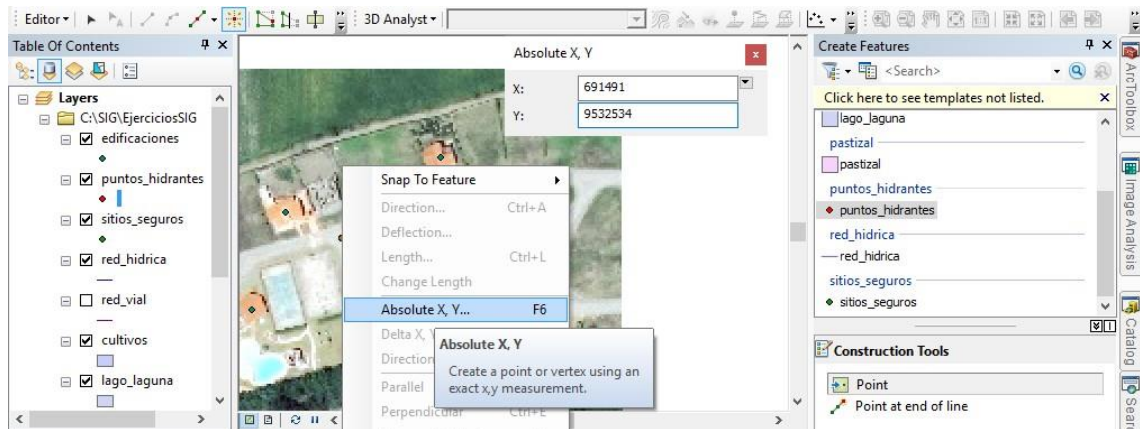 Editor
3D Analyst
Table Of Contents
Layers
C:\SIG\EjerciciosSIG
edificaciones
puntos_hidrantes
sitios_seguros
red_hidrica
red_vial
cultivos
lago_laguna
Absolute X, Y
X: 691491
Y: 9532534
Snap To Feature
Direction... Ctrl+A
Deflection...
Length... Ctrl+L
Change Length
Absolute X, Y... F6
Delta X,
Direction
Parallel
Perpendicular Ctrl+E
Absolute X, Y
Create a point or vertex using an
exact x,y measurement.
Create Features
<Search>
Click here to see templates not listed.
lago_laguna
pastizal
pastizal
puntos_hidrantes
puntos_hidrantes
red_hidrica
red_hidrica
sitios_seguros
sitios_seguros
Construction Tools
Point
Point at end of line
ArcToolbox
Image Analysis
Catalog